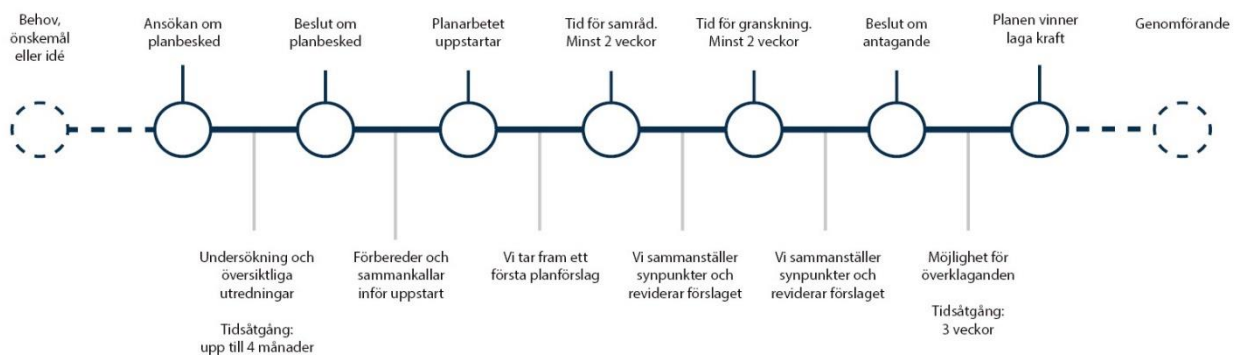 Behov,
önskemål
eller idé
Ansökan om
planbesked
Beslut om
planbesked
Planarbetet
uppstartar
Tid för samråd.
Minst 2 veckor
Tid för granskning.
Minst 2 veckor
Beslut om
antagande
Planen vinner
laga kraft
Genomförande
Undersökning och
översiktliga
utredningar
Tidsåtgång:
upp till 4 månader
Förbereder och
sammankallar
inför uppstart
Vi tar fram ett
första planförslag
Vi sammanställer
synpunkter och
reviderar förslaget
Vi sammanställer
synpunkter och
reviderar förslaget
Möjlighet för
överklaganden
Tidsåtgång:
3 veckor